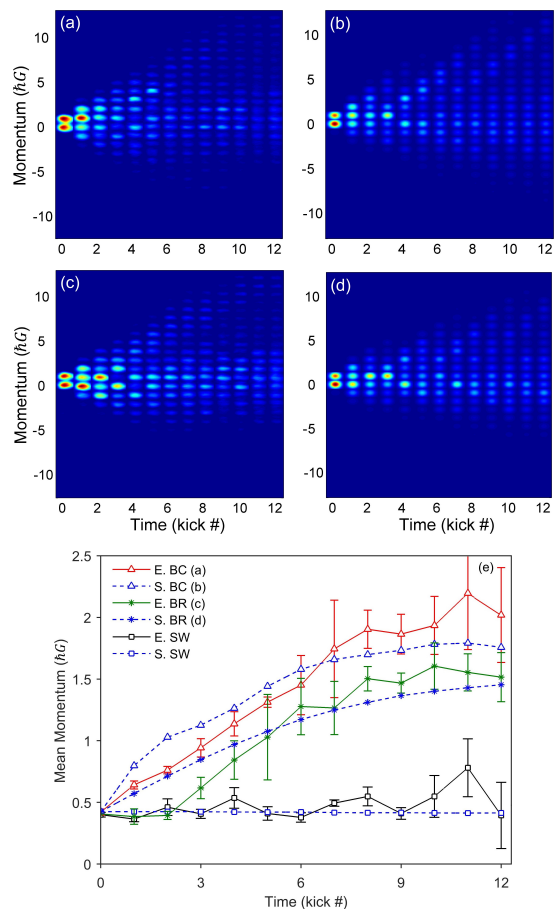 (a)
(b)
Momentum (ħG)
10
5
0
-5
-10
0 2 4 6 8 10 12
10
5
0
-5
-10
0 2 4 6 8 10 12
(c)
(d)
Momentum (ħG)
10
5
0
-5
-10
0 2 4 6 8 10 12
Time (kick #)
10
5
0
-5
-10
0 2 4 6 8 10 12
Time (kick #)
(e)
E. BC (a)
S. BC (b)
E. BR (c)
S. BR (d)
E. SW
S. SW
Mean Momentum (ħG)
2.5
2
1.5
1
0.5
0
0 3 6 9 12
Time (kick #)